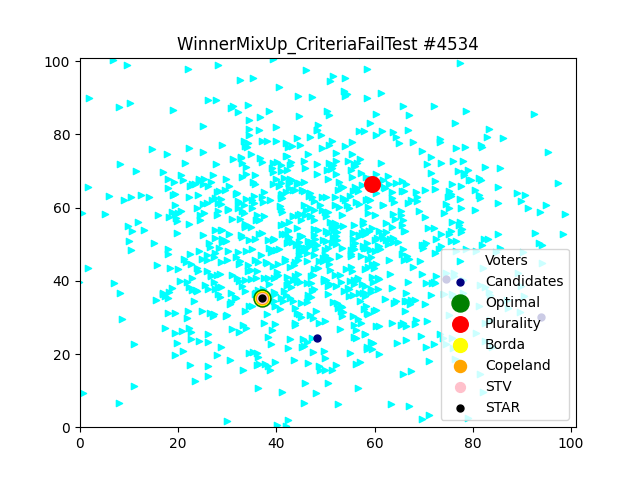 WinnerMixUp_CriteriaFailTest #4534
100
80
60
40
20
0
0
20
40
60
80
100
Voters
Candidates
Optimal
Plurality
Borda
Copeland
STV
STAR